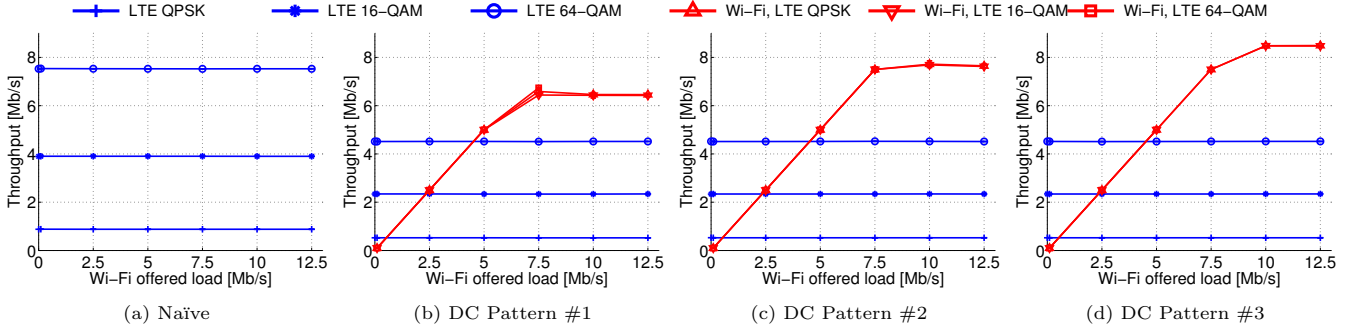 LTE QPSK LTE 16−QAM LTE 64−QAM Wi−Fi, LTE QPSK Wi−Fi, LTE 16−QAM Wi−Fi, LTE 64−QAM
Throughput [Mb/s]
8
6
4
2
0
0 2.5 5 7.5 10 12.5
Wi−Fi offered load [Mb/s]
(a) Naïve
Throughput [Mb/s]
8
6
4
2
0
0 2.5 5 7.5 10 12.5
Wi−Fi offered load [Mb/s]
(b) DC Pattern #1
Throughput [Mb/s]
8
6
4
2
0
0 2.5 5 7.5 10 12.5
Wi−Fi offered load [Mb/s]
(c) DC Pattern #2
Throughput [Mb/s]
8
6
4
2
0
0 2.5 5 7.5 10 12.5
Wi−Fi offered load [Mb/s]
(d) DC Pattern #3